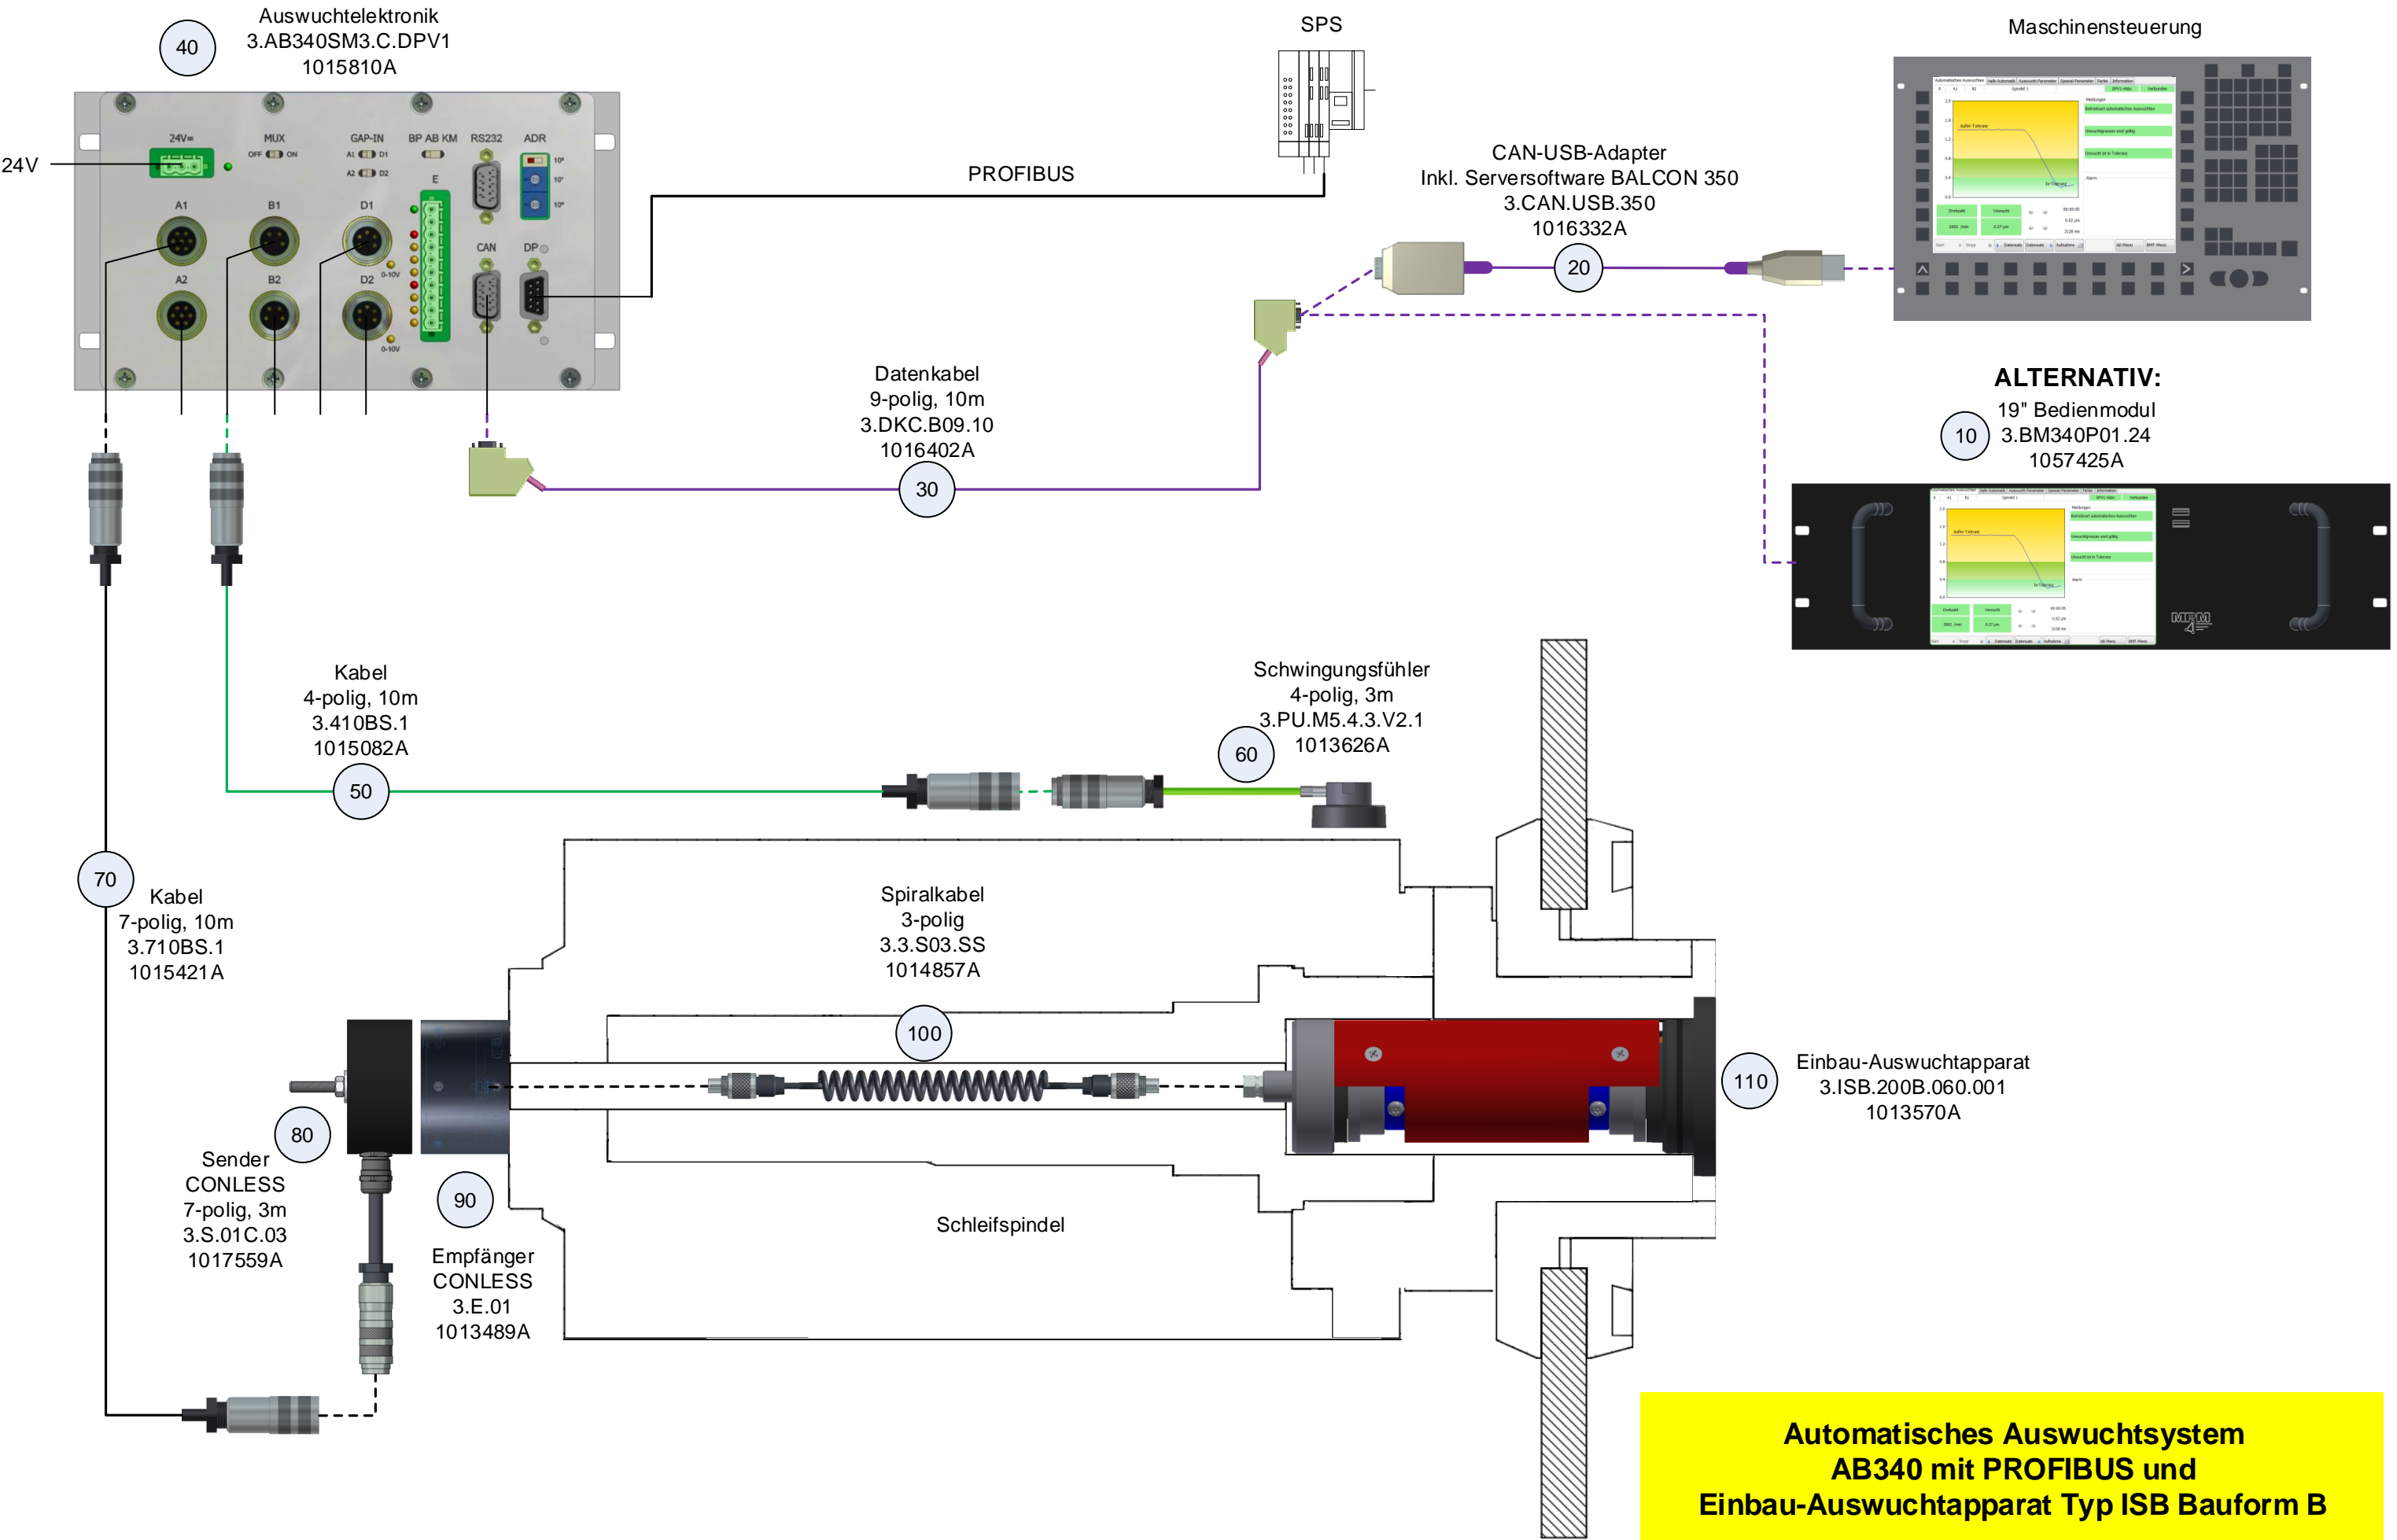 40
Auswuchtelektronik
3.AB340SM3.C.DPV1
1015810A
SPS
Maschinensteuerung
24V
24V=
MUX
OFF
ON
GAP-IN
A1
D1
A2
D2
BP AB KM
RS232
ADR
E
A1
B1
D1
A2
B2
D2
0-10V
0-10V
CAN
DP
PROFIBUS
CAN-USB-Adapter
Inkl. Serversoftware BALCON 350
3.CAN.USB.350
1016332A
20
Datenkabel
9-polig, 10m
3.DKC.B09.10
1016402A
30
ALTERNATIV:
10
19" Bedienmodul
3.BM340P01.24
1057425A
MPM
Kabel
4-polig, 10m
3.410BS.1
1015082A
50
Schwingungsfühler
4-polig, 3m
3.PU.M5.4.3.V2.1
1013626A
60
70
Kabel
7-polig, 10m
3.710BS.1
1015421A
Spiralkabel
3-polig
3.3.S03.SS
1014857A
100
80
Sender
CONLESS
7-polig, 3m
3.S.01C.03
1017559A
90
Empfänger
CONLESS
3.E.01
1013489A
Schleifspindel
110
Einbau-Auswuchtapparat
3.ISB.200B.060.001
1013570A
Automatisches Auswuchtsystem
AB340 mit PROFIBUS und
Einbau-Auswuchtapparat Typ ISB Bauform B